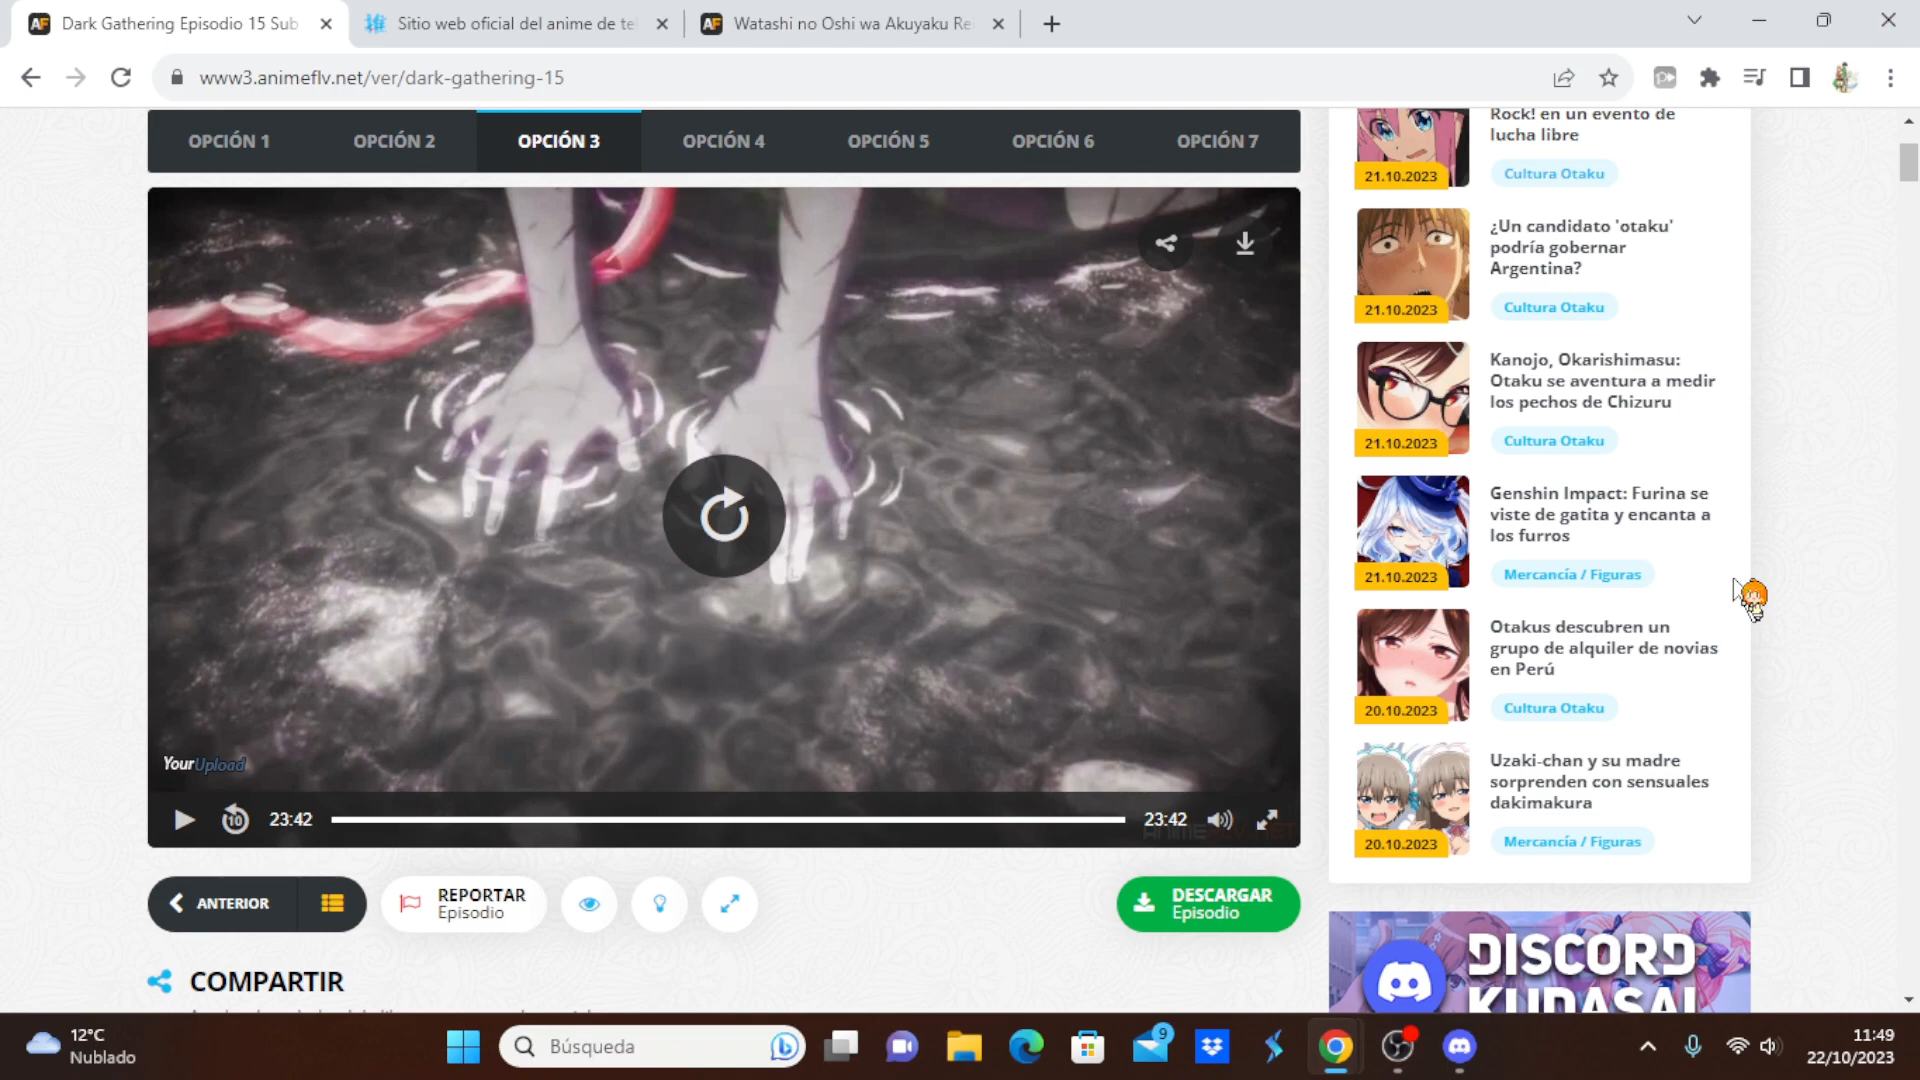 Dark Gathering Episodio 15 Sub
Sitio web oficial del anime de te
Watashi no Oshi wa Akuyaku Re
www3.animeflv.net/ver/dark-gathering-15
OPCIÓN 1
OPCIÓN 2
OPCIÓN 3
OPCIÓN 4
OPCIÓN 5
OPCIÓN 6
OPCIÓN 7
YourUpload
10
23:42
23:42
ANTERIOR
REPORTAR
Episodio
DESCARGAR
Episodio
COMPARTIR
Rock! en un evento de
lucha libre
21.10.2023
Cultura Otaku
¿Un candidato 'otaku'
podría gobernar
Argentina?
21.10.2023
Cultura Otaku
Kanojo, Okarishimasu:
Otaku se aventura a medir
los pechos de Chizuru
21.10.2023
Cultura Otaku
Genshin Impact: Furina se
viste de gatita y encanta a
los furros
21.10.2023
Mercancía / Figuras
Otakus descubren un
grupo de alquiler de novias
en Perú
20.10.2023
Cultura Otaku
Uzaki-chan y su madre
sorprenden con sensuales
dakimakura
20.10.2023
Mercancía / Figuras
DISCORD
KUDASAI
12°C
Nublado
Búsqueda
9
11:49
22/10/2023